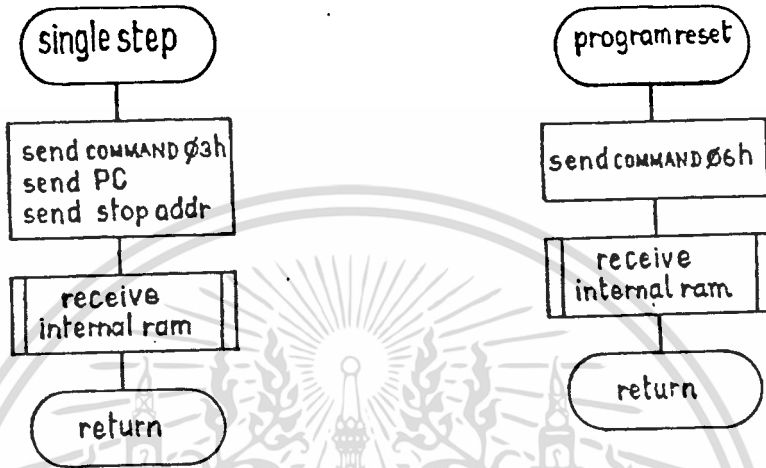 single step
send COMMAND Ø3h
send PC
send stop addr
receive
internal ram
return
program reset
send COMMAND Ø6h
receive
internal ram
return